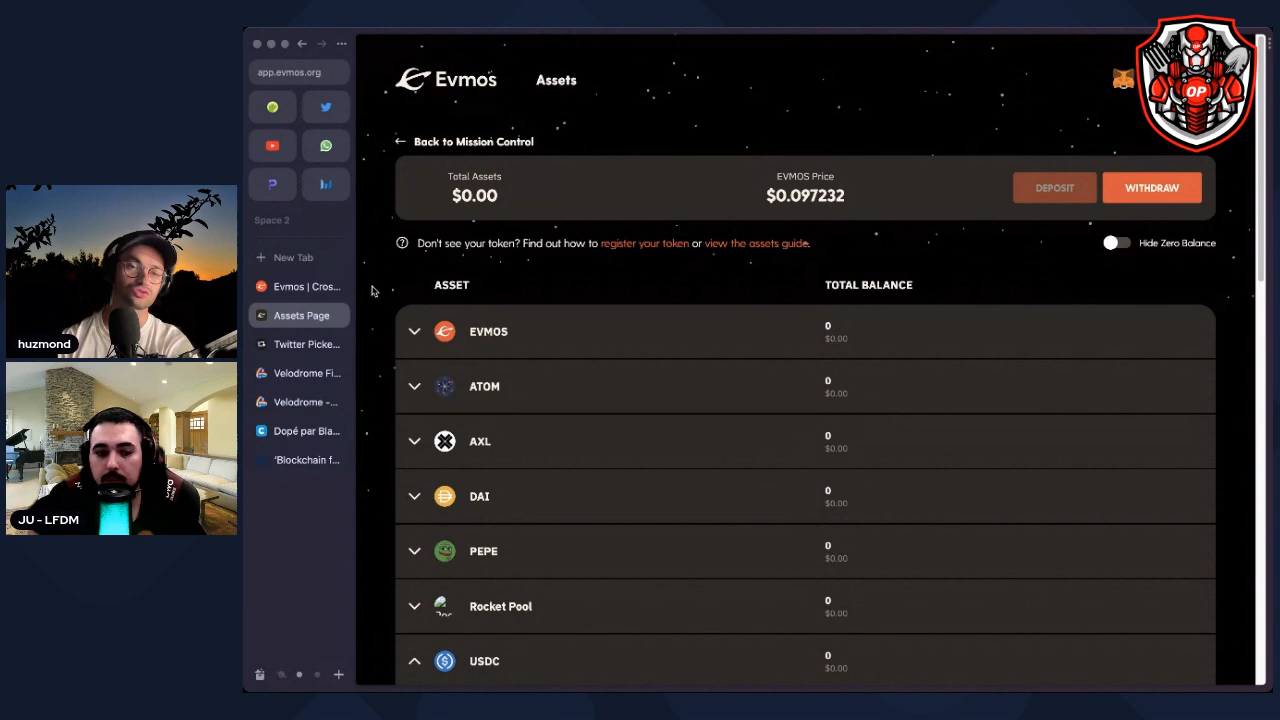 app.evmos.org
Space 2
New Tab
Evmos | Cros...
Assets Page
Twitter Picke...
Velodrome Fi...
Velodrome -...
Dopé par Bla...
'Blockchain f...
huzmond
JU - LFDM
Evmos
Assets
OP
OP
Back to Mission Control
Total Assets
$0.00
EVMOS Price
$0.097232
DEPOSIT
WITHDRAW
Don't see your token? Find out how to register your token or view the assets guide.
Hide Zero Balance
ASSET
TOTAL BALANCE
EVMOS
0
$0.00
ATOM
0
$0.00
AXL
0
$0.00
DAI
0
$0.00
PEPE
0
$0.00
Rocket Pool
0
$0.00
USDC
0
$0.00